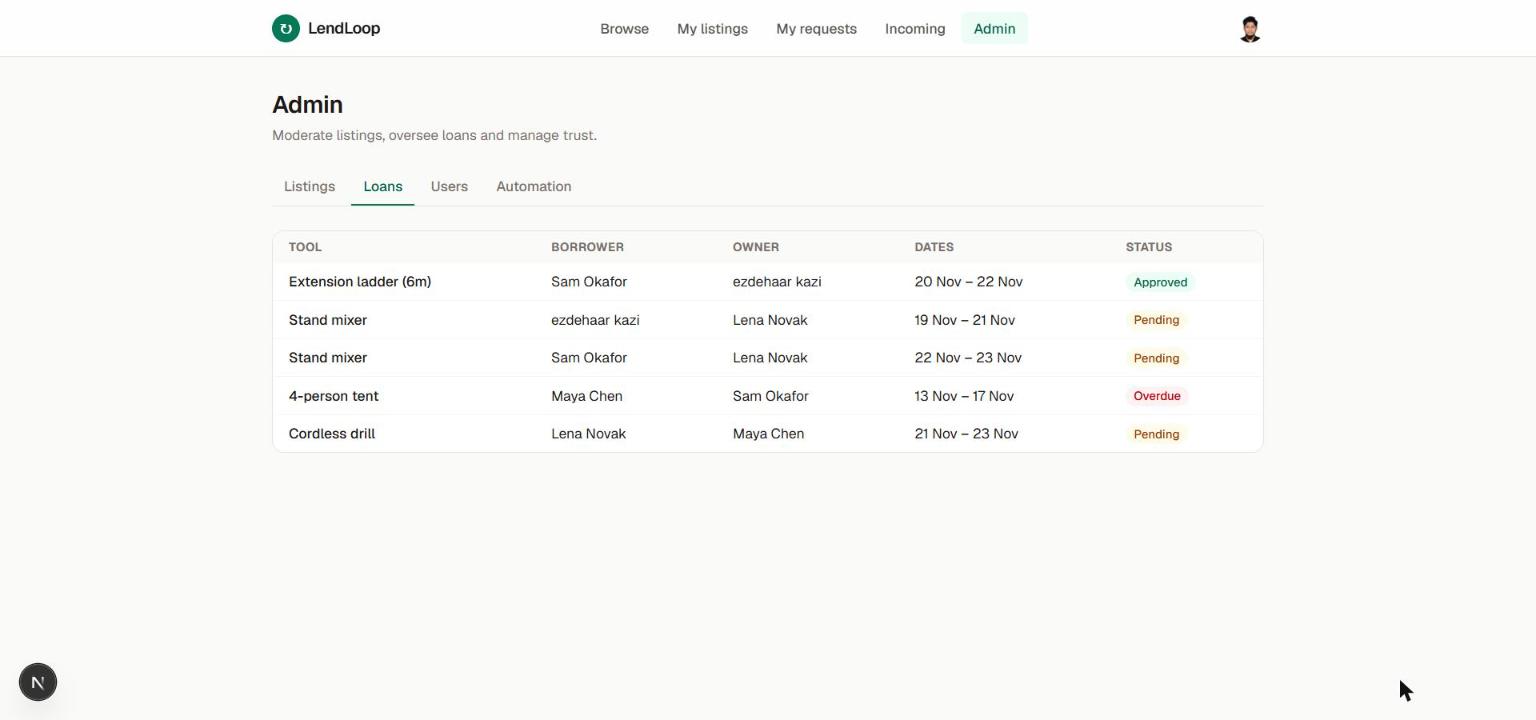 LendLoop Browse My listings My requests Incoming Admin
Admin
Moderate listings, oversee loans and manage trust.
Listings Loans Users Automation
TOOL BORROWER OWNER DATES STATUS
Extension ladder (6m) Sam Okafor ezdehaar kazi 20 Nov – 22 Nov Approved
Stand mixer ezdehaar kazi Lena Novak 19 Nov – 21 Nov Pending
Stand mixer Sam Okafor Lena Novak 22 Nov – 23 Nov Pending
4-person tent Maya Chen Sam Okafor 13 Nov – 17 Nov Overdue
Cordless drill Lena Novak Maya Chen 21 Nov – 23 Nov Pending
N